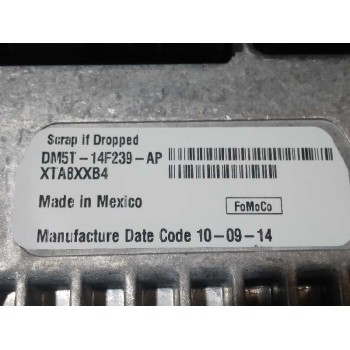 Scrap if Dropped
DM5T-14F239-AP
XTA8XXB4
Made in Mexico
FoMoCo
Manufacture Date Code 10-09-14